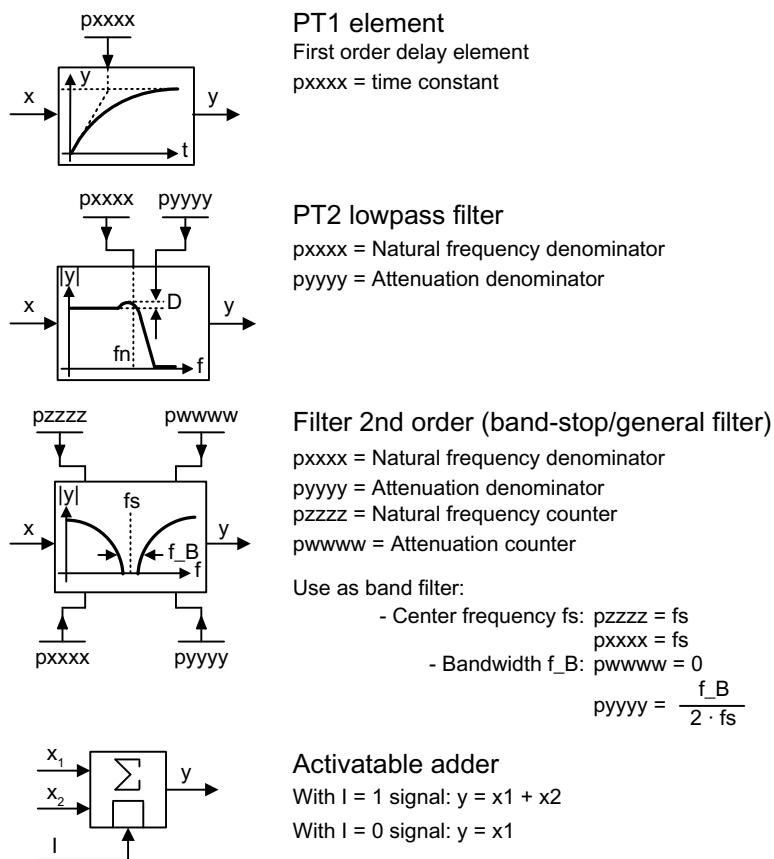 pxxxx
y
x
y
t
PT1 element
First order delay element
pxxxx = time constant
pxxxx pyyyy
|y|
x
D
y
fn
f
PT2 lowpass filter
pxxxx = Natural frequency denominator
pyyyy = Attenuation denominator
pzzzz pwwww
|y|
fs
x
f_B
y
f
pxxxx pyyyy
Filter 2nd order (band-stop/general filter)
pxxxx = Natural frequency denominator
pyyyy = Attenuation denominator
pzzzz = Natural frequency counter
pwwww = Attenuation counter
Use as band filter:
- Center frequency fs: pzzzz = fs
pxxxx = fs
- Bandwidth f_B: pwwww = 0
pyyyy = f_B
2 · fs
x1
x2
Σ
y
I
Activatable adder
With I = 1 signal: y = x1 + x2
With I = 0 signal: y = x1